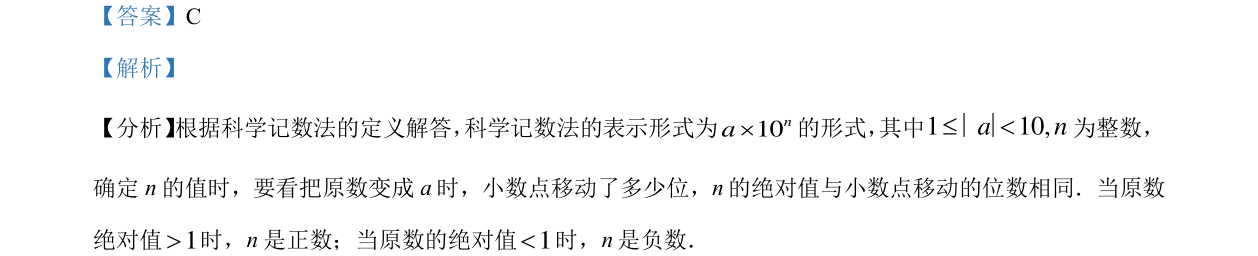 【答案】C
【解析】
【分析】根据科学记数法的定义解答,科学记数法的表示形式为a×10ⁿ的形式,其中1≤| a|<10,n为整数,
确定 n 的值时，要看把原数变成 a 时，小数点移动了多少位，n 的绝对值与小数点移动的位数相同．当原数
绝对值>1时，n 是正数；当原数的绝对值<1时，n 是负数．